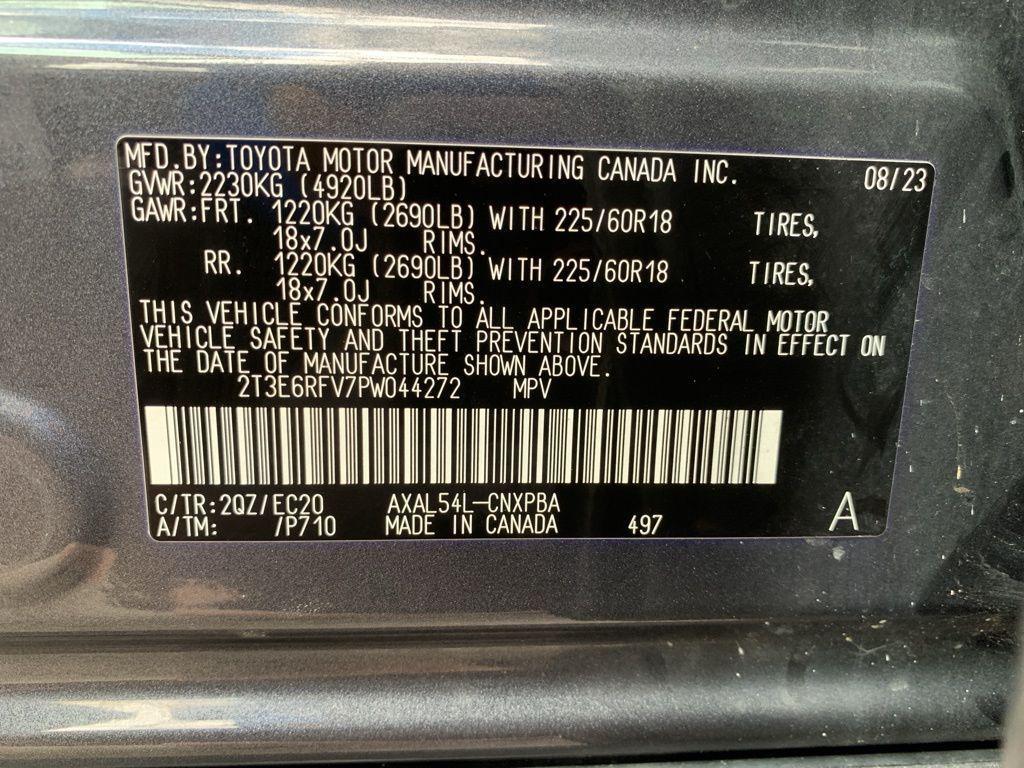 MFD.BY:TOYOTA MOTOR MANUFACTURING CANADA INC. 08/23
GVWR:2230KG (4920LB)
GAWR:FRT. 1220KG (2690LB) WITH 225/60R18 TIRES,
18x7.0J RIMS.
RR. 1220KG (2690LB) WITH 225/60R18 TIRES,
18x7.0J RIMS.
THIS VEHICLE CONFORMS TO ALL APPLICABLE FEDERAL MOTOR
VEHICLE SAFETY AND THEFT PREVENTION STANDARDS IN EFFECT ON
THE DATE OF MANUFACTURE SHOWN ABOVE.
2T3E6RFV7PW044272 MPV
C/TR:2QZ/EC20 AXAL54L-CNXPBA
A/TM: /P710 MADE IN CANADA 497 A